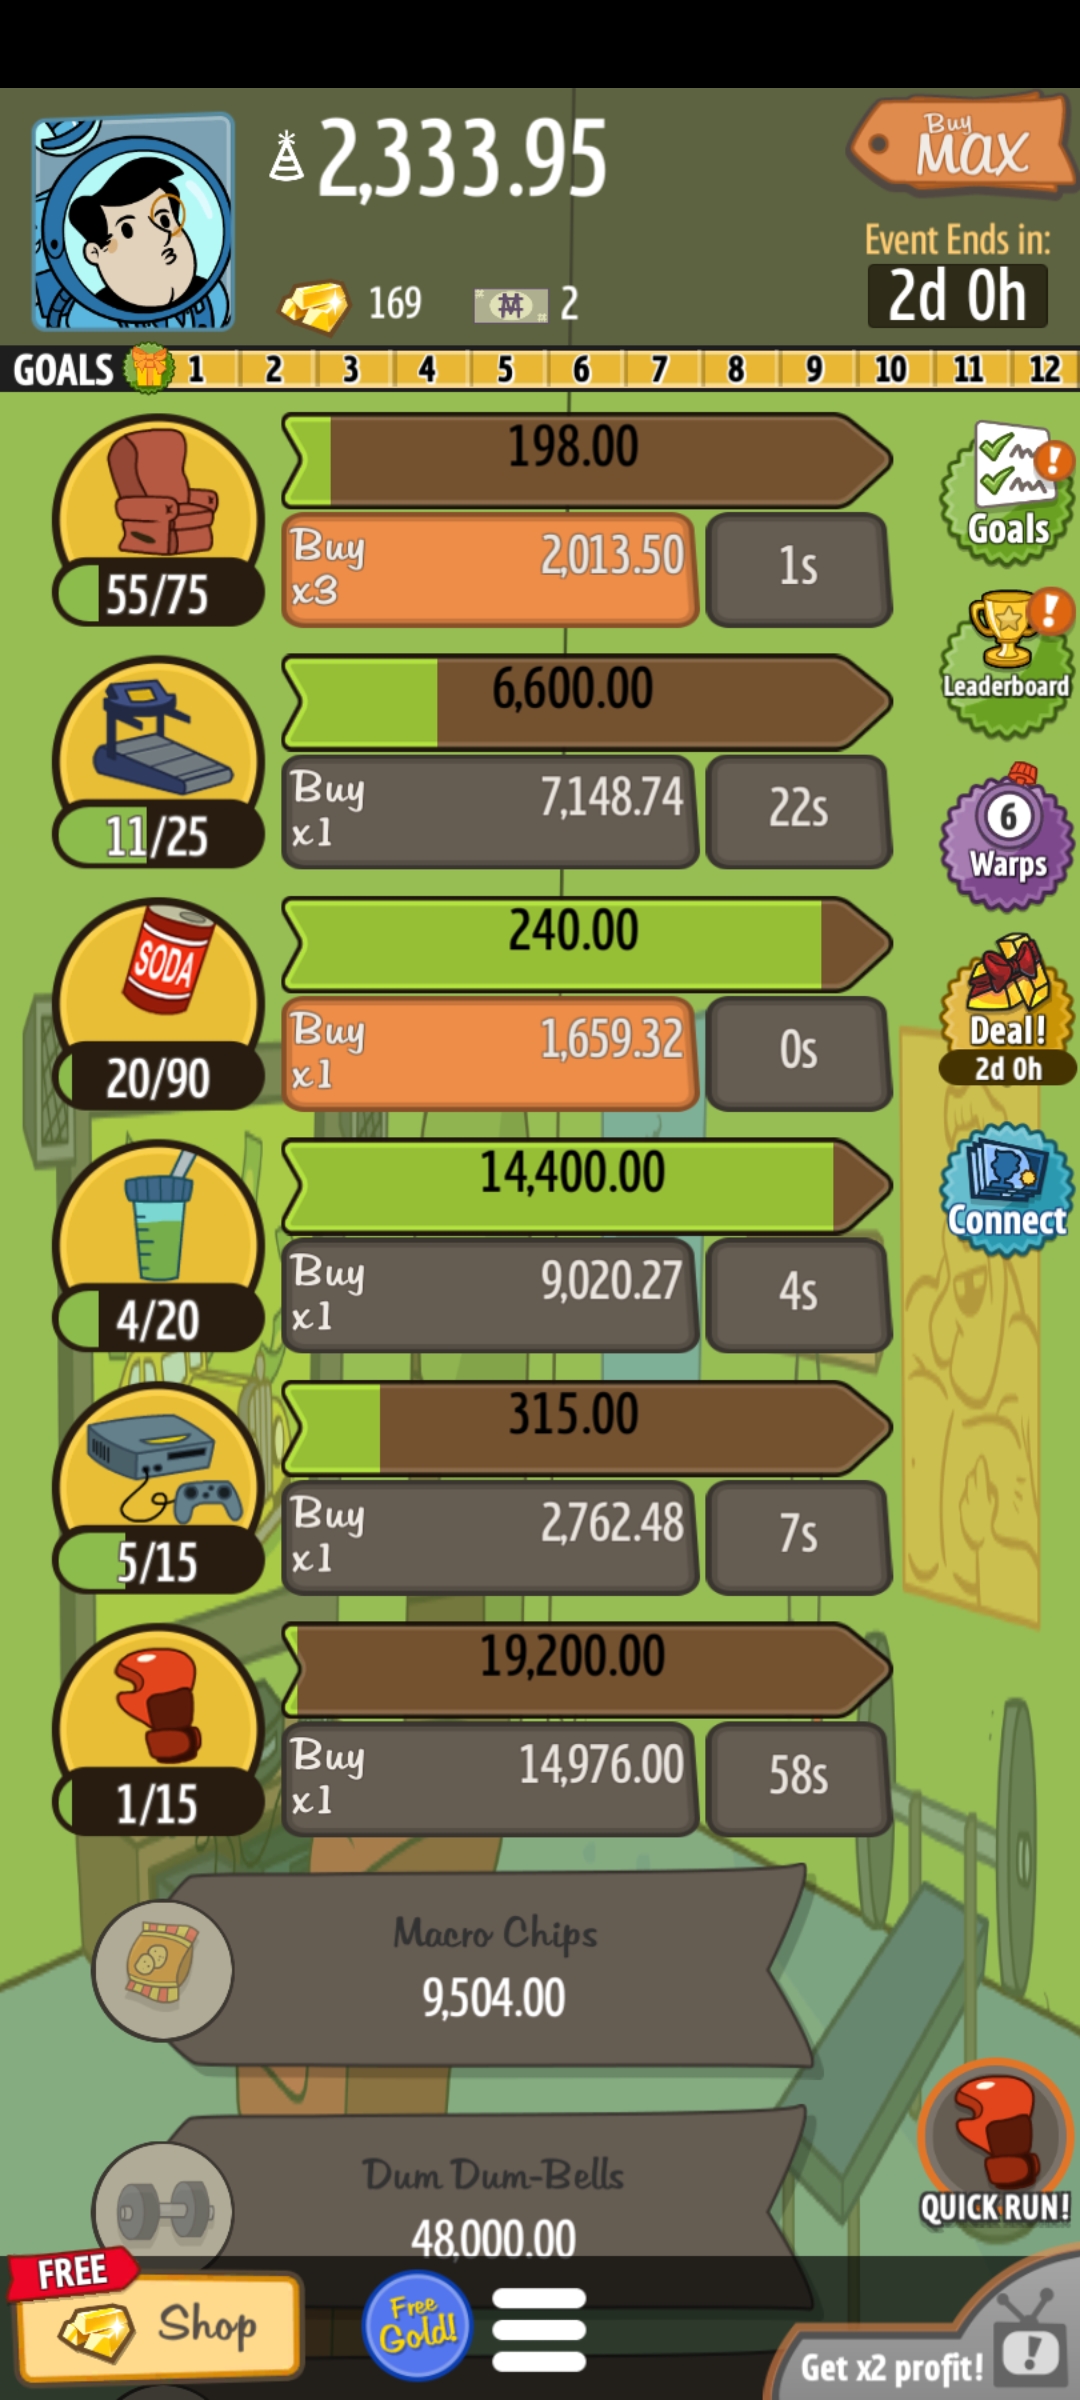 2,333.95
Buy
MAX
Event Ends in:
2d 0h
169
2
GOALS 1 2 3 4 5 6 7 8 9 10 11 12
198.00
Buy
x3
2,013.50
1s
55/75
Goals
Leaderboard
6,600.00
Buy
x1
7,148.74
22s
11/25
6
Warps
SODA
240.00
Buy
x1
1,659.32
0s
20/90
Deal!
2d 0h
14,400.00
Buy
x1
9,020.27
4s
4/20
Connect
315.00
Buy
x1
2,762.48
7s
5/15
19,200.00
Buy
x1
14,976.00
58s
1/15
Macro Chips
9,504.00
Dum Dum-Bells
48,000.00
QUICK RUN!
FREE
Shop
Free
Gold!
Get x2 profit!